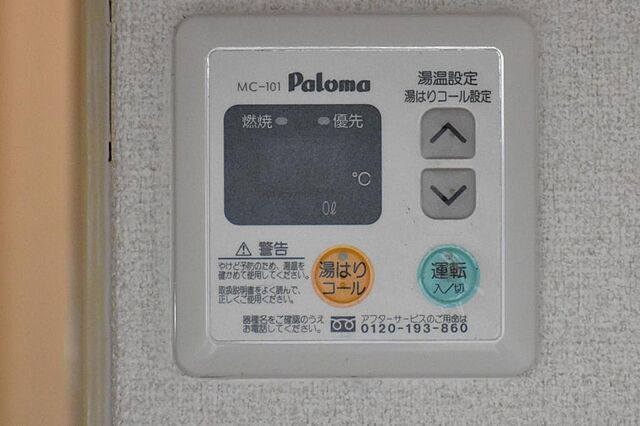 MC-101 Paloma
湯温設定
湯はりコール設定
燃焼 優先
℃
0ℓ
警告
やけど予防のため、湯温を
確かめて使用してください。
取扱説明書をよく読んで、
正しくご使用ください。
湯はり
コール
運転
入/切
器種名をご確認のうえ
お電話してください。
アフターサービスのご用命は
0120-193-860